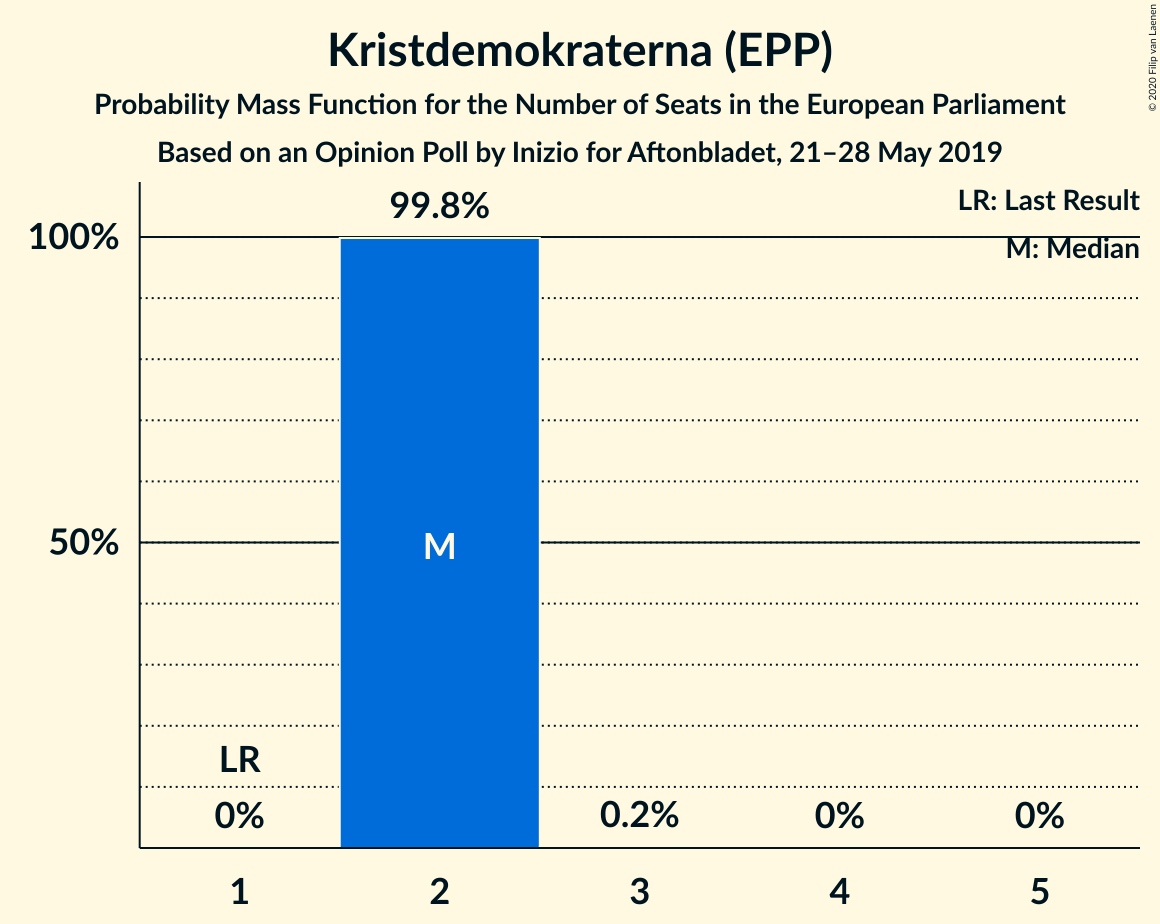 Kristdemokraterna (EPP)
Probability Mass Function for the Number of Seats in the European Parliament
Based on an Opinion Poll by Inizio for Aftonbladet, 21–28 May 2019
© 2020 Filip van Laenen
LR: Last Result
M: Median
99.8%
100%
50%
M
LR
0%
0.2%
0%
0%
1
2
3
4
5